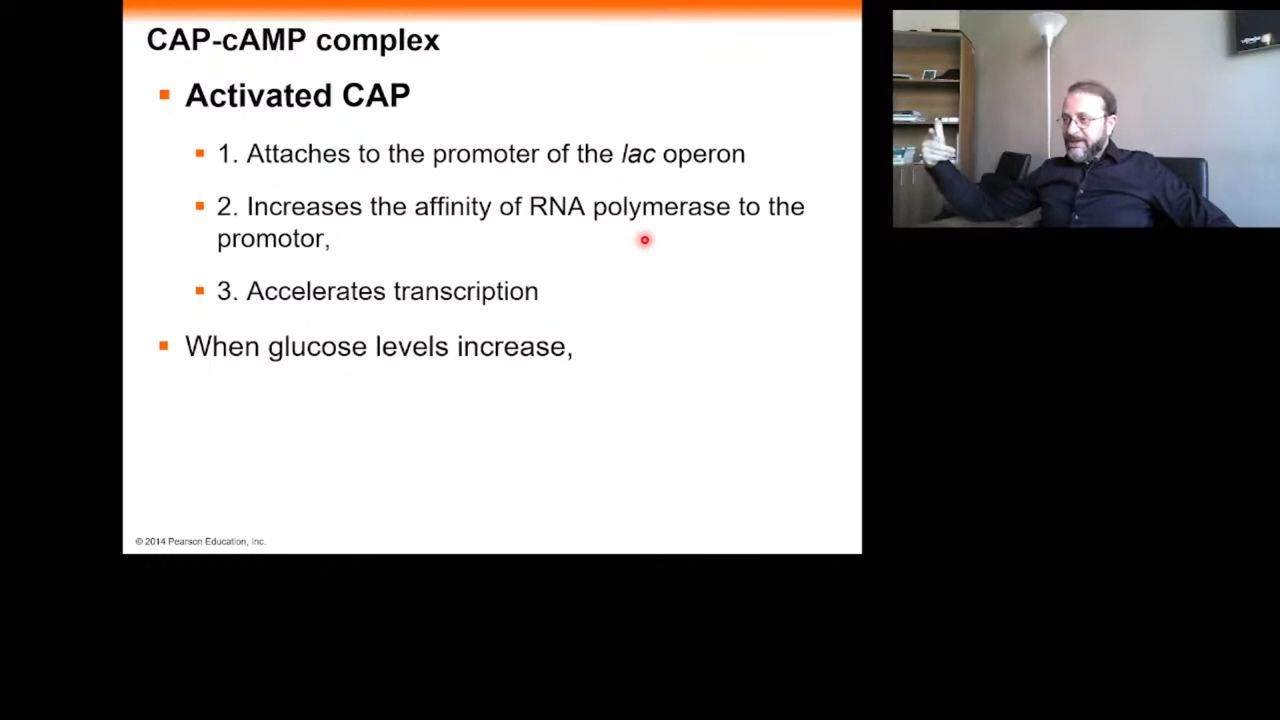 CAP-cAMP complex
Activated CAP
1. Attaches to the promoter of the lac operon
2. Increases the affinity of RNA polymerase to the
promotor,
3. Accelerates transcription
When glucose levels increase,
© 2014 Pearson Education, Inc.